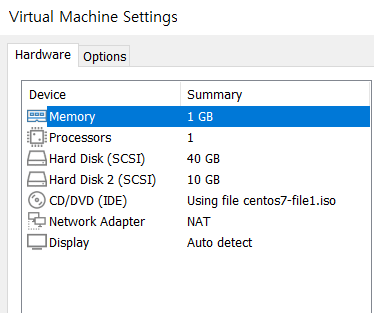 Virtual Machine Settings
Hardware Options
Device Summary
Memory 1 GB
Processors 1
Hard Disk (SCSI) 40 GB
Hard Disk 2 (SCSI) 10 GB
CD/DVD (IDE) Using file centos7-file1.iso
Network Adapter NAT
Display Auto detect